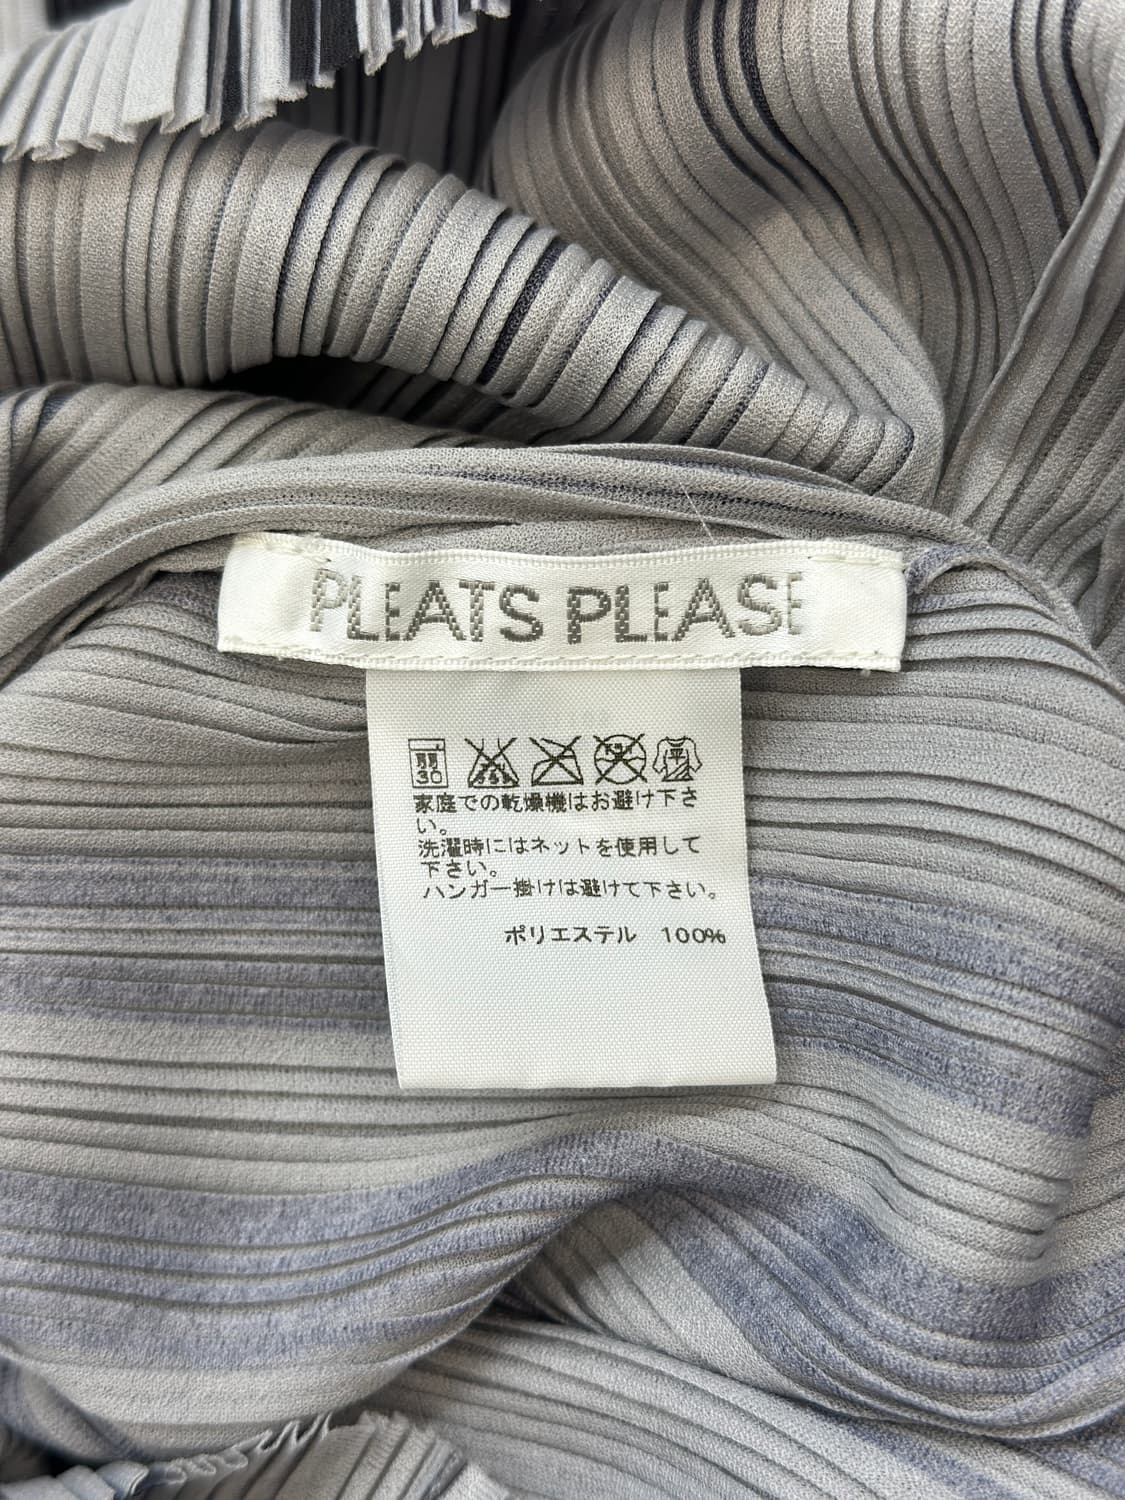 PLEATS PLEASE
弱
30
平
家庭での乾燥機はお避け下さ
い。
洗濯時にはネットを使用して
下さい。
ハンガー掛けは避けて下さい。
ポリエステル 100%